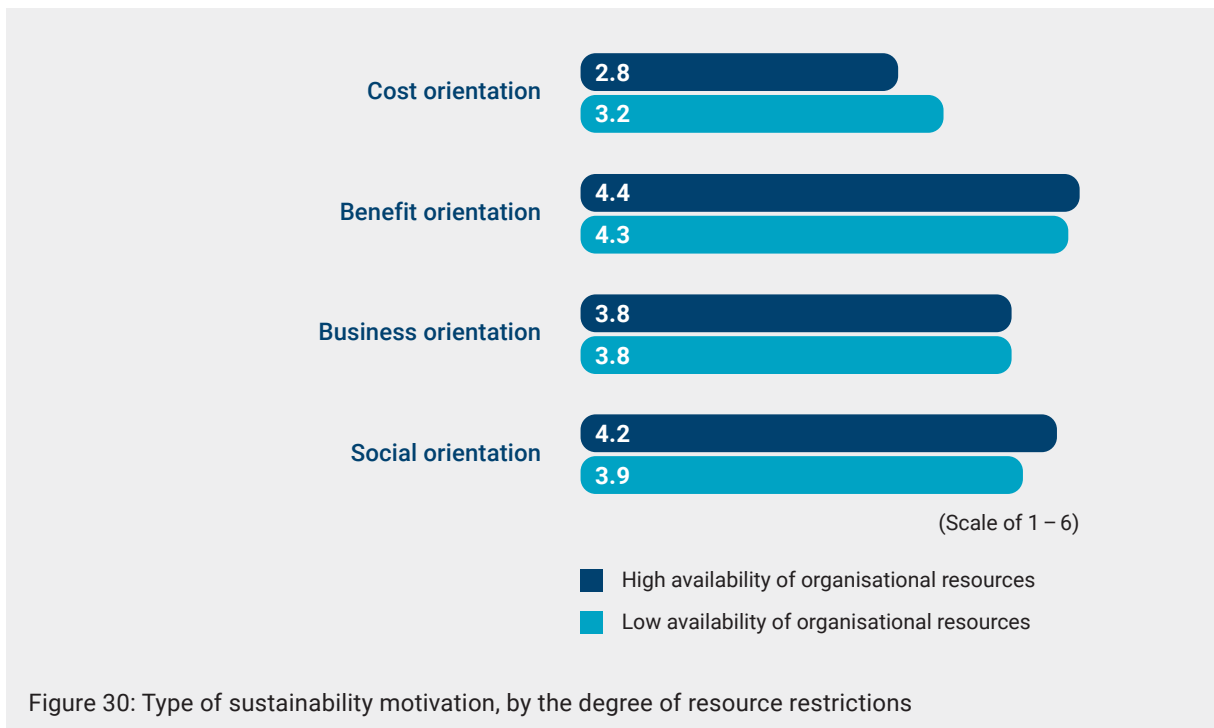 Cost orientation
2.8
3.2
Benefit orientation
4.4
4.3
Business orientation
3.8
3.8
Social orientation
4.2
3.9
(Scale of 1 – 6)
High availability of organisational resources
Low availability of organisational resources
Figure 30: Type of sustainability motivation, by the degree of resource restrictions